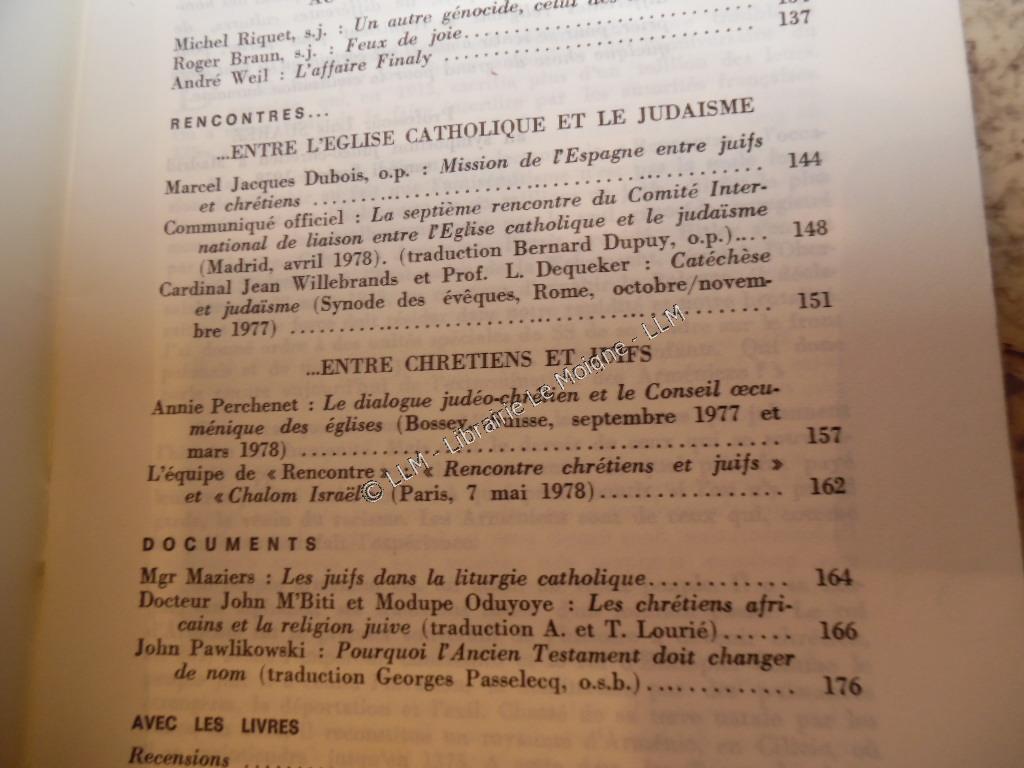 Michel Riquet, s.j. : Un autre génocide, celui des
Roger Braun, s.j. : Feux de joie.................. 137
André Weil : L'affaire Finaly ..................
RENCONTRES...
...ENTRE L'EGLISE CATHOLIQUE ET LE JUDAISME
Marcel Jacques Dubois, o.p. : Mission de l'Espagne entre juifs
et chrétiens .................. 144
Communiqué officiel : La septième rencontre du Comité Inter-
national de liaison entre l'Eglise catholique et le judaïsme
(Madrid, avril 1978). (traduction Bernard Dupuy, o.p.).... 148
Cardinal Jean Willebrands et Prof. L. Dequeker : Catéchèse
et judaïsme (Synode des évêques, Rome, octobre/novem-
bre 1977) .................. 151
...ENTRE CHRETIENS ET JUIFS
Annie Perchenet : Le dialogue judéo-chrétien et le Conseil œcu-
ménique des églises (Bossey, Suisse, septembre 1977 et
mars 1978) .................. 157
L'équipe de « Rencontre » : « Rencontre chrétiens et juifs »
et « Chalom Israël » (Paris, 7 mai 1978)................ 162
DOCUMENTS
Mgr Maziers : Les juifs dans la liturgie catholique............ 164
Docteur John M'Biti et Modupe Oduyoye : Les chrétiens afri-
cains et la religion juive (traduction A. et T. Lourié)...... 166
John Pawlikowski : Pourquoi l'Ancien Testament doit changer
de nom (traduction Georges Passelecq, o.s.b.)............. 176
AVEC LES LIVRES
Recensions ......
© LLM - Librairie Le Moigne - LLM